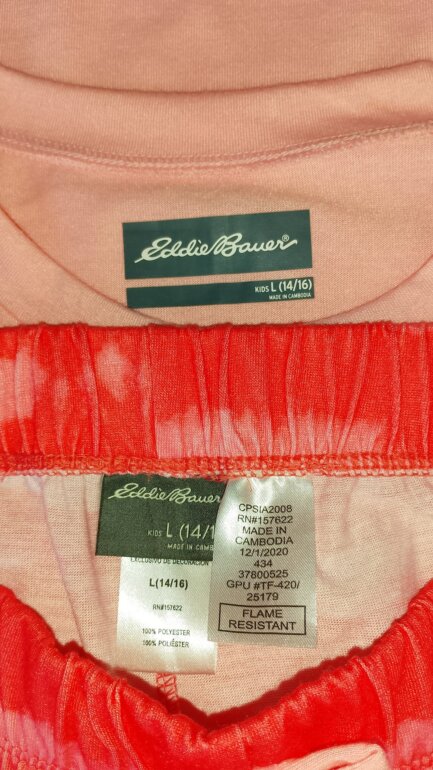 Eddie Bauer®
KIDS L (14/16)
MADE IN CAMBODIA
Eddie Bauer
KIDS L (14/1
MADE IN CAMB
EXCLUSIVO DE DECORACIÓN
L(14/16)
RN#157622
100% POLYESTER
100% POLIÉSTER
CPSIA2008
RN#157622
MADE IN
CAMBODIA
12/1/2020
434
37800525
GPU #TF-420/
25179
FLAME
RESISTANT